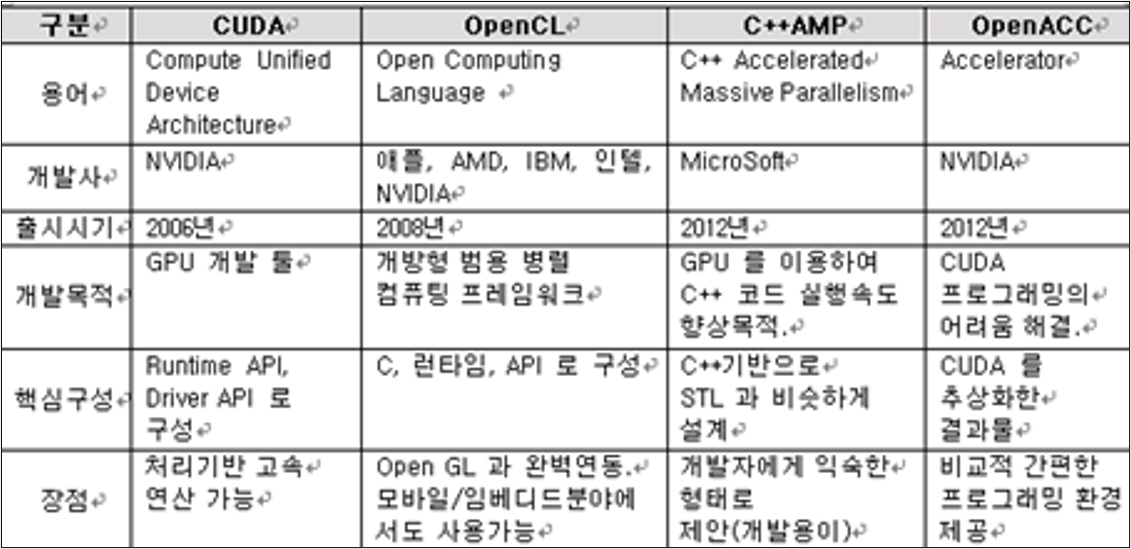 구분 CUDA OpenCL C++AMP OpenACC
용어
Compute Unified
Device
Architecture
Open Computing
Language
C++ Accelerated
Massive Parallelism
Accelerator
개발사
NVIDIA
애플, AMD, IBM, 인텔,
NVIDIA
MicroSoft
NVIDIA
출시시기 2006년 2008년 2012년 2012년
개발목적
GPU 개발 툴
개방형 범용 병렬
컴퓨팅 프레임워크
GPU 를 이용하여
C++ 코드 실행속도
향상목적.
CUDA
프로그래밍의
어려움 해결.
핵심구성
Runtime API,
Driver API 로
구성
C, 런타임, API 로 구성
C++기반으로
STL 과 비슷하게
설계
CUDA 를
추상화한
결과물
장점
처리기반 고속
연산 가능
Open GL 과 완벽연동.
모바일/임베디드분야에
서도 사용가능
개발자에게 익숙한
형태로
제안(개발용이)
비교적 간편한
프로그래밍 환경
제공